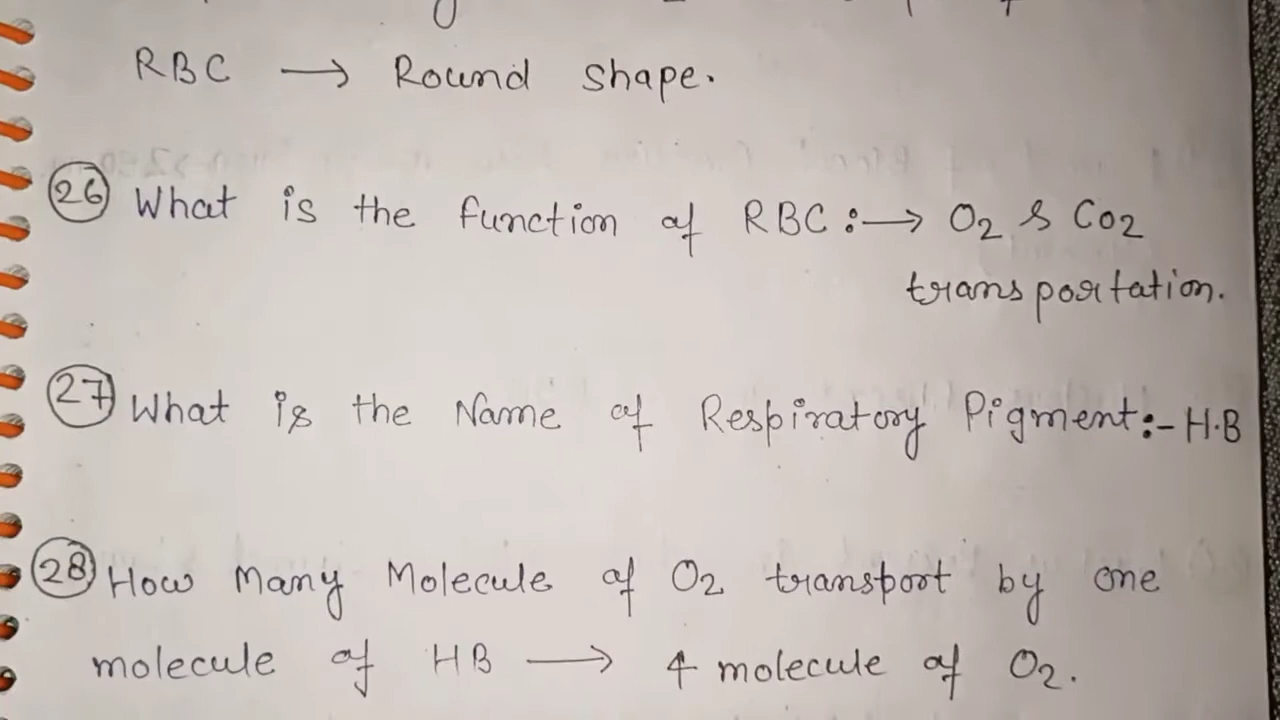 RBC → Round shape.
26 What is the function of RBC :→ O2 & CO2
transportation.
27 What is the Name of Respiratory Pigment :- H.B
28 How Many Molecule of O2 transport by one
molecule of HB → 4 molecule of O2.